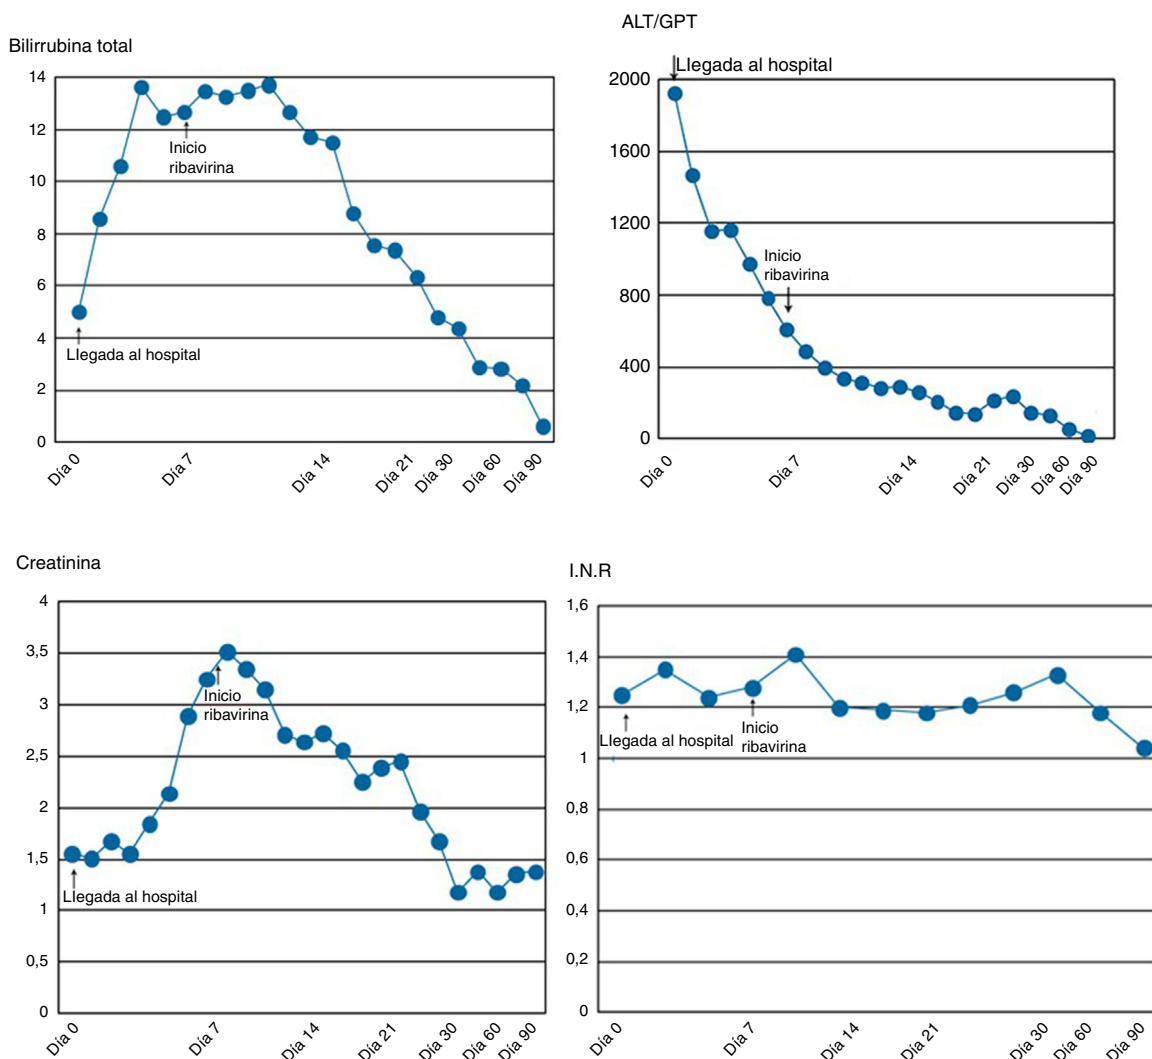 Bilirrubina total
14
12
10
8
6
4
2
0
Inicio
ribavirina
Llegada al hospital
Día 0
Día 7
Día 14
Día 21
Día 30
Día 60
Día 90
ALT/GPT
Llegada al hospital
2000
1600
1200
800
400
0
Inicio
ribavirina
Día 0
Día 7
Día 14
Día 21
Día 30
Día 60
Día 90
Creatinina
4
3,5
3
2,5
2
1,5
1
0,5
0
Inicio
ribavirina
Llegada al hospital
Día 0
Día 7
Día 14
Día 21
Día 30
Día 60
Día 90
I.N.R
1,6
1,4
1,2
1
0,8
0,6
0,4
0,2
0
Llegada al hospital
Inicio
ribavirina
Día 0
Día 7
Día 14
Día 21
Día 30
Día 60
Día 90